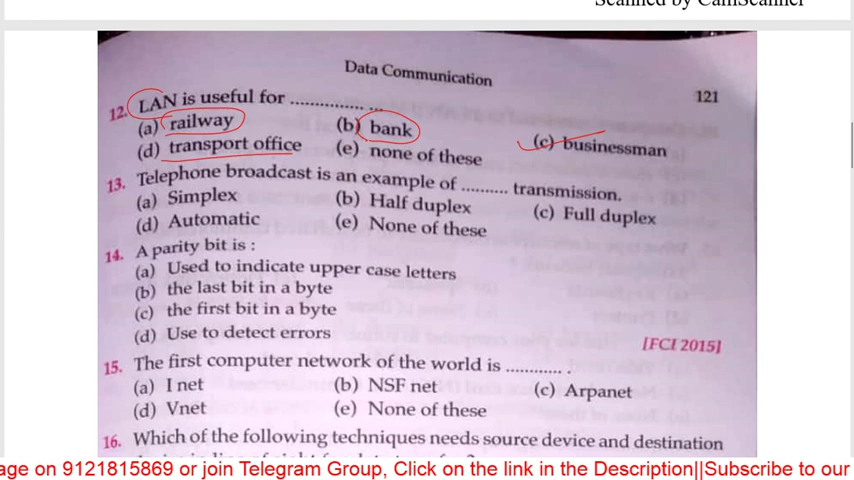 Scanned by CamScanner
Data Communication
121
12. LAN is useful for .................. ...
(a) railway (b) bank (c) businessman
(d) transport office (e) none of these
13. Telephone broadcast is an example of .......... transmission.
(a) Simplex (b) Half duplex (c) Full duplex
(d) Automatic (e) None of these
14. A parity bit is :
(a) Used to indicate upper case letters
(b) the last bit in a byte
(c) the first bit in a byte
(d) Use to detect errors
[FCI 2015]
15. The first computer network of the world is ............ .
(a) I net (b) NSF net (c) Arpanet
(d) Vnet (e) None of these
16. Which of the following techniques needs source device and destination
age on 9121815869 or join Telegram Group, Click on the link in the Description||Subscribe to our